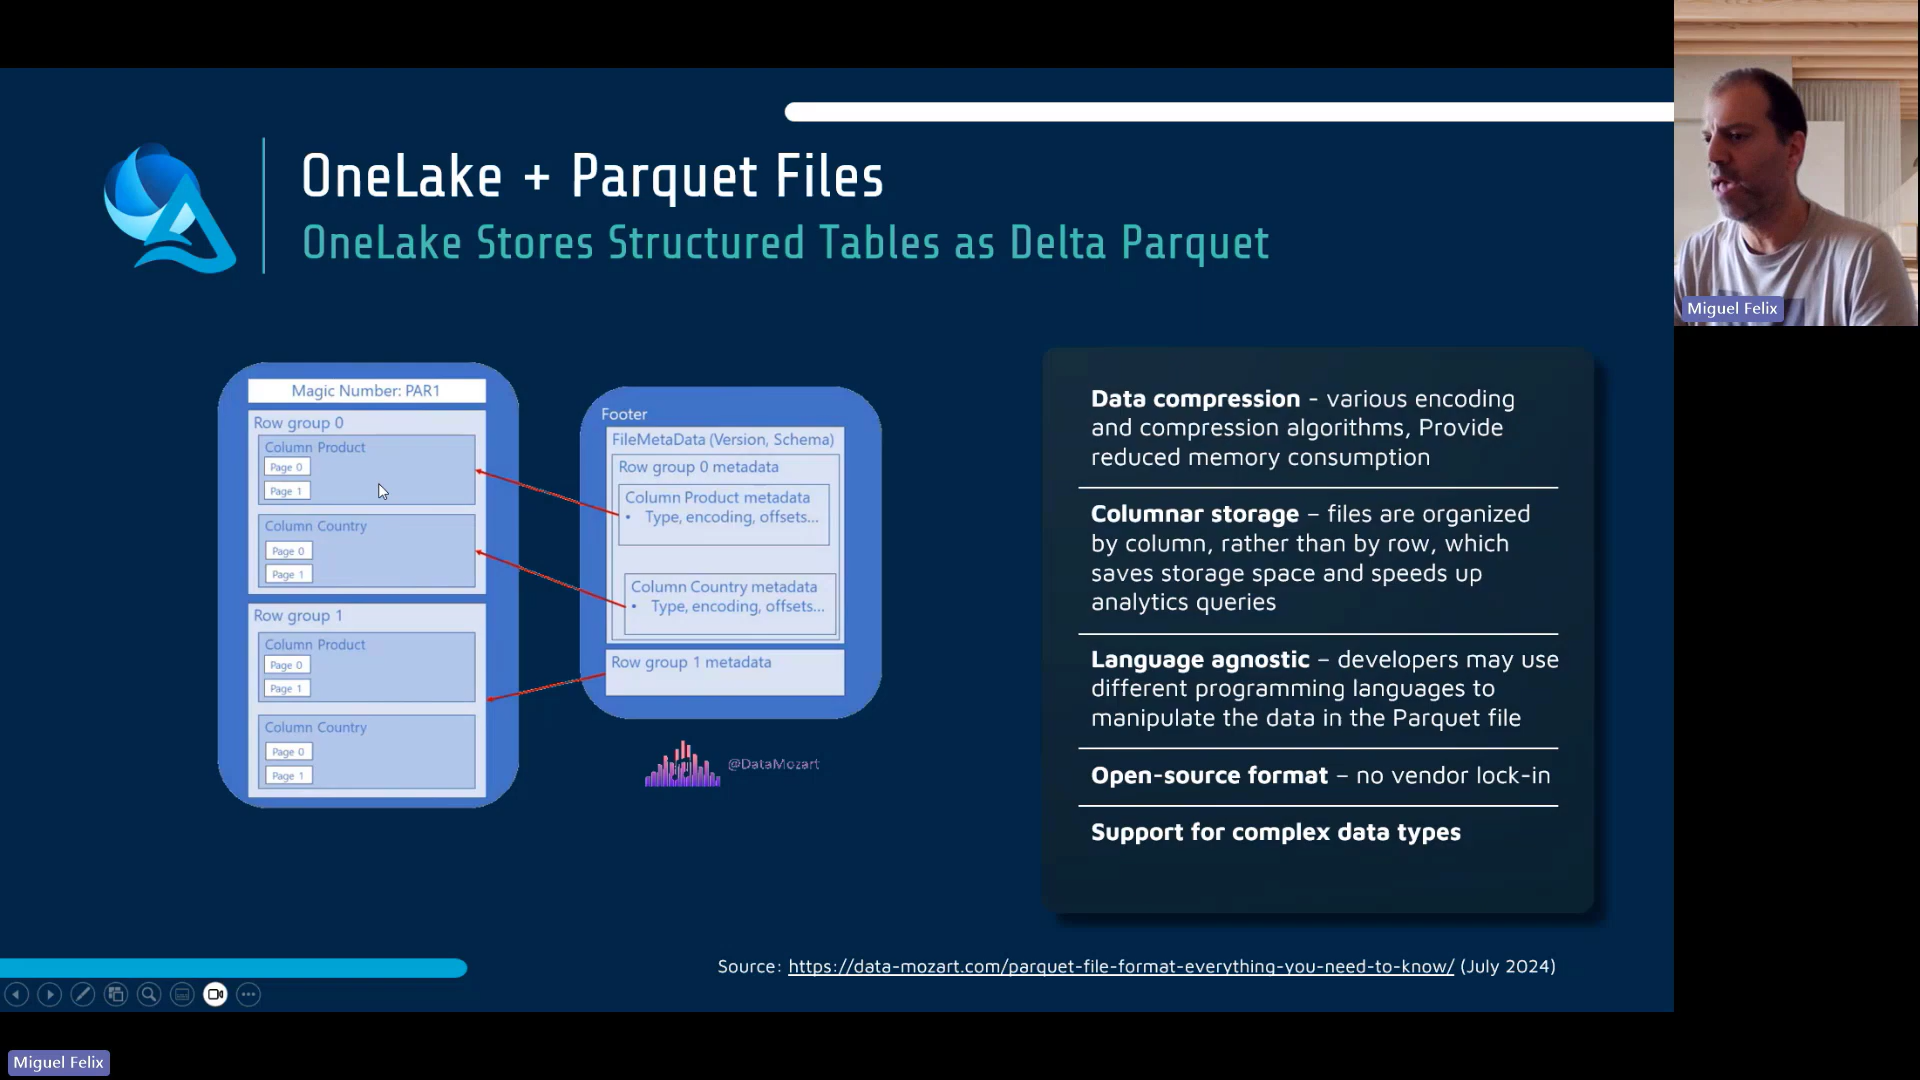 OneLake + Parquet Files
OneLake Stores Structured Tables as Delta Parquet
Miguel Felix
Magic Number: PAR1
Row group 0
Column Product
Page 0
Page 1
Column Country
Page 0
Page 1
Row group 1
Column Product
Page 0
Page 1
Column Country
Page 0
Page 1
Footer
FileMetaData (Version, Schema)
Row group 0 metadata
Column Product metadata
• Type, encoding, offsets...
Column Country metadata
• Type, encoding, offsets...
Row group 1 metadata
@DataMozart
Data compression - various encoding
and compression algorithms, Provide
reduced memory consumption
Columnar storage – files are organized
by column, rather than by row, which
saves storage space and speeds up
analytics queries
Language agnostic – developers may use
different programming languages to
manipulate the data in the Parquet file
Open-source format – no vendor lock-in
Support for complex data types
Source: https://data-mozart.com/parquet-file-format-everything-you-need-to-know/ (July 2024)
Miguel Felix